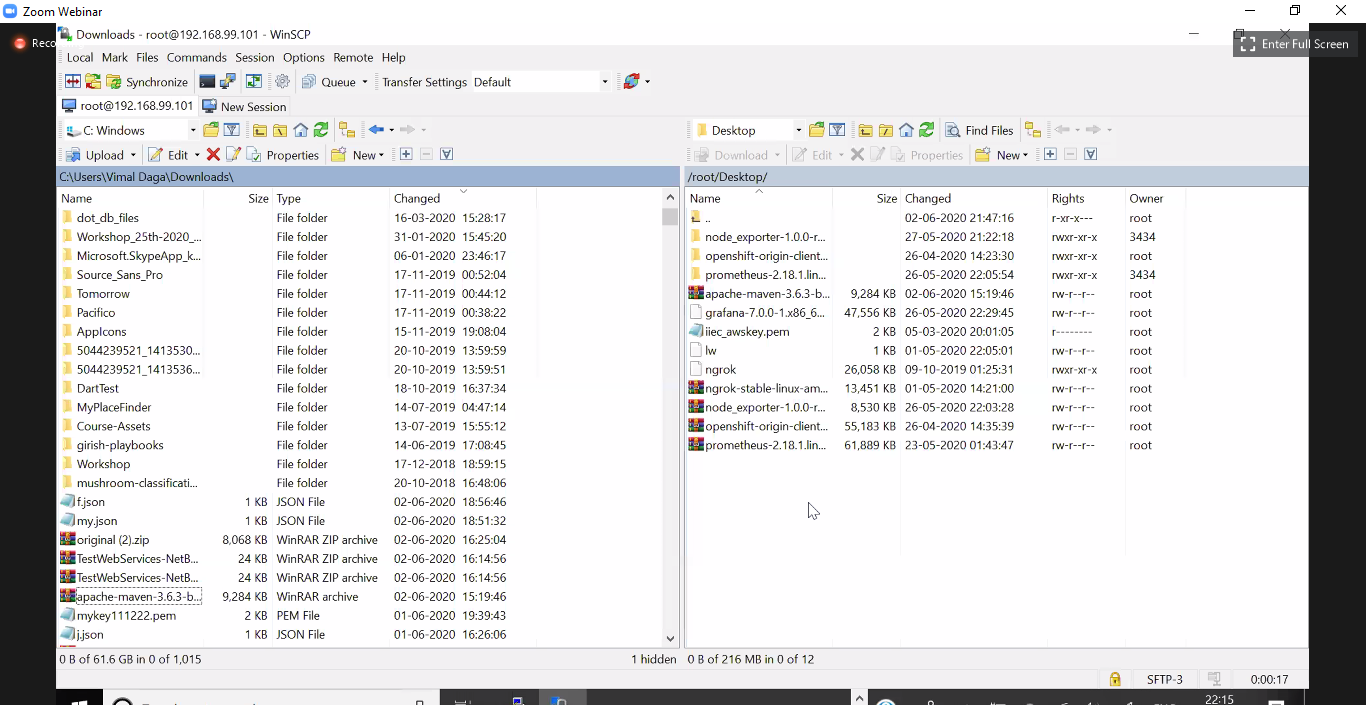 Zoom Webinar
Reco
Downloads - root@192.168.99.101 - WinSCP
Enter Full Screen
Local Mark Files Commands Session Options Remote Help
Synchronize Queue Transfer Settings Default
root@192.168.99.101 New Session
C: Windows Desktop Find Files
Upload Edit Properties New Download Edit Properties New
C:\Users\Vimal Daga\Downloads\ /root/Desktop/
Name Size Type Changed Name Size Changed Rights Owner
dot_db_files File folder 16-03-2020 15:28:17 .. 02-06-2020 21:47:16 r-xr-x--- root
Workshop_25th-2020_... File folder 31-01-2020 15:45:20 node_exporter-1.0.0-r... 27-05-2020 21:22:18 rwxr-xr-x 3434
Microsoft.SkypeApp_k... File folder 06-01-2020 23:46:17 openshift-origin-client... 26-04-2020 14:23:30 rwxr-xr-x root
Source_Sans_Pro File folder 17-11-2019 00:52:04 prometheus-2.18.1.lin... 26-05-2020 22:05:54 rwxr-xr-x 3434
Tomorrow File folder 17-11-2019 00:44:12 apache-maven-3.6.3-b... 9,284 KB 02-06-2020 15:19:46 rw-r--r-- root
Pacifico File folder 17-11-2019 00:38:22 grafana-7.0.0-1.x86_6... 47,556 KB 26-05-2020 22:29:45 rw-r--r-- root
AppIcons File folder 15-11-2019 19:08:04 iiec_awskey.pem 2 KB 05-03-2020 20:01:05 r-------- root
5044239521_1413530... File folder 20-10-2019 13:59:59 lw 1 KB 01-05-2020 22:05:01 rw-r--r-- root
5044239521_1413536... File folder 20-10-2019 13:59:51 ngrok 26,058 KB 09-10-2019 01:25:31 rwxr-xr-x root
DartTest File folder 18-10-2019 16:37:34 ngrok-stable-linux-am... 13,451 KB 01-05-2020 14:21:00 rw-r--r-- root
MyPlaceFinder File folder 14-07-2019 04:47:14 node_exporter-1.0.0-r... 8,530 KB 26-05-2020 22:03:28 rw-r--r-- root
Course-Assets File folder 13-07-2019 15:55:12 openshift-origin-client... 55,183 KB 26-04-2020 14:35:39 rw-r--r-- root
girish-playbooks File folder 14-06-2019 17:08:45 prometheus-2.18.1.lin... 61,889 KB 23-05-2020 01:43:47 rw-r--r-- root
Workshop File folder 17-12-2018 18:59:15
mushroom-classificati... File folder 20-10-2018 16:48:06
f.json 1 KB JSON File 02-06-2020 18:56:46
my.json 1 KB JSON File 02-06-2020 18:51:32
original (2).zip 8,068 KB WinRAR ZIP archive 02-06-2020 16:25:04
TestWebServices-NetB... 24 KB WinRAR ZIP archive 02-06-2020 16:14:56
TestWebServices-NetB... 24 KB WinRAR ZIP archive 02-06-2020 16:14:56
apache-maven-3.6.3-b... 9,284 KB WinRAR archive 02-06-2020 15:19:46
mykey111222.pem 2 KB PEM File 01-06-2020 19:39:43
j.json 1 KB JSON File 01-06-2020 16:26:06
0 B of 61.6 GB in 0 of 1,015 1 hidden 0 B of 216 MB in 0 of 12
SFTP-3 0:00:17
22:15